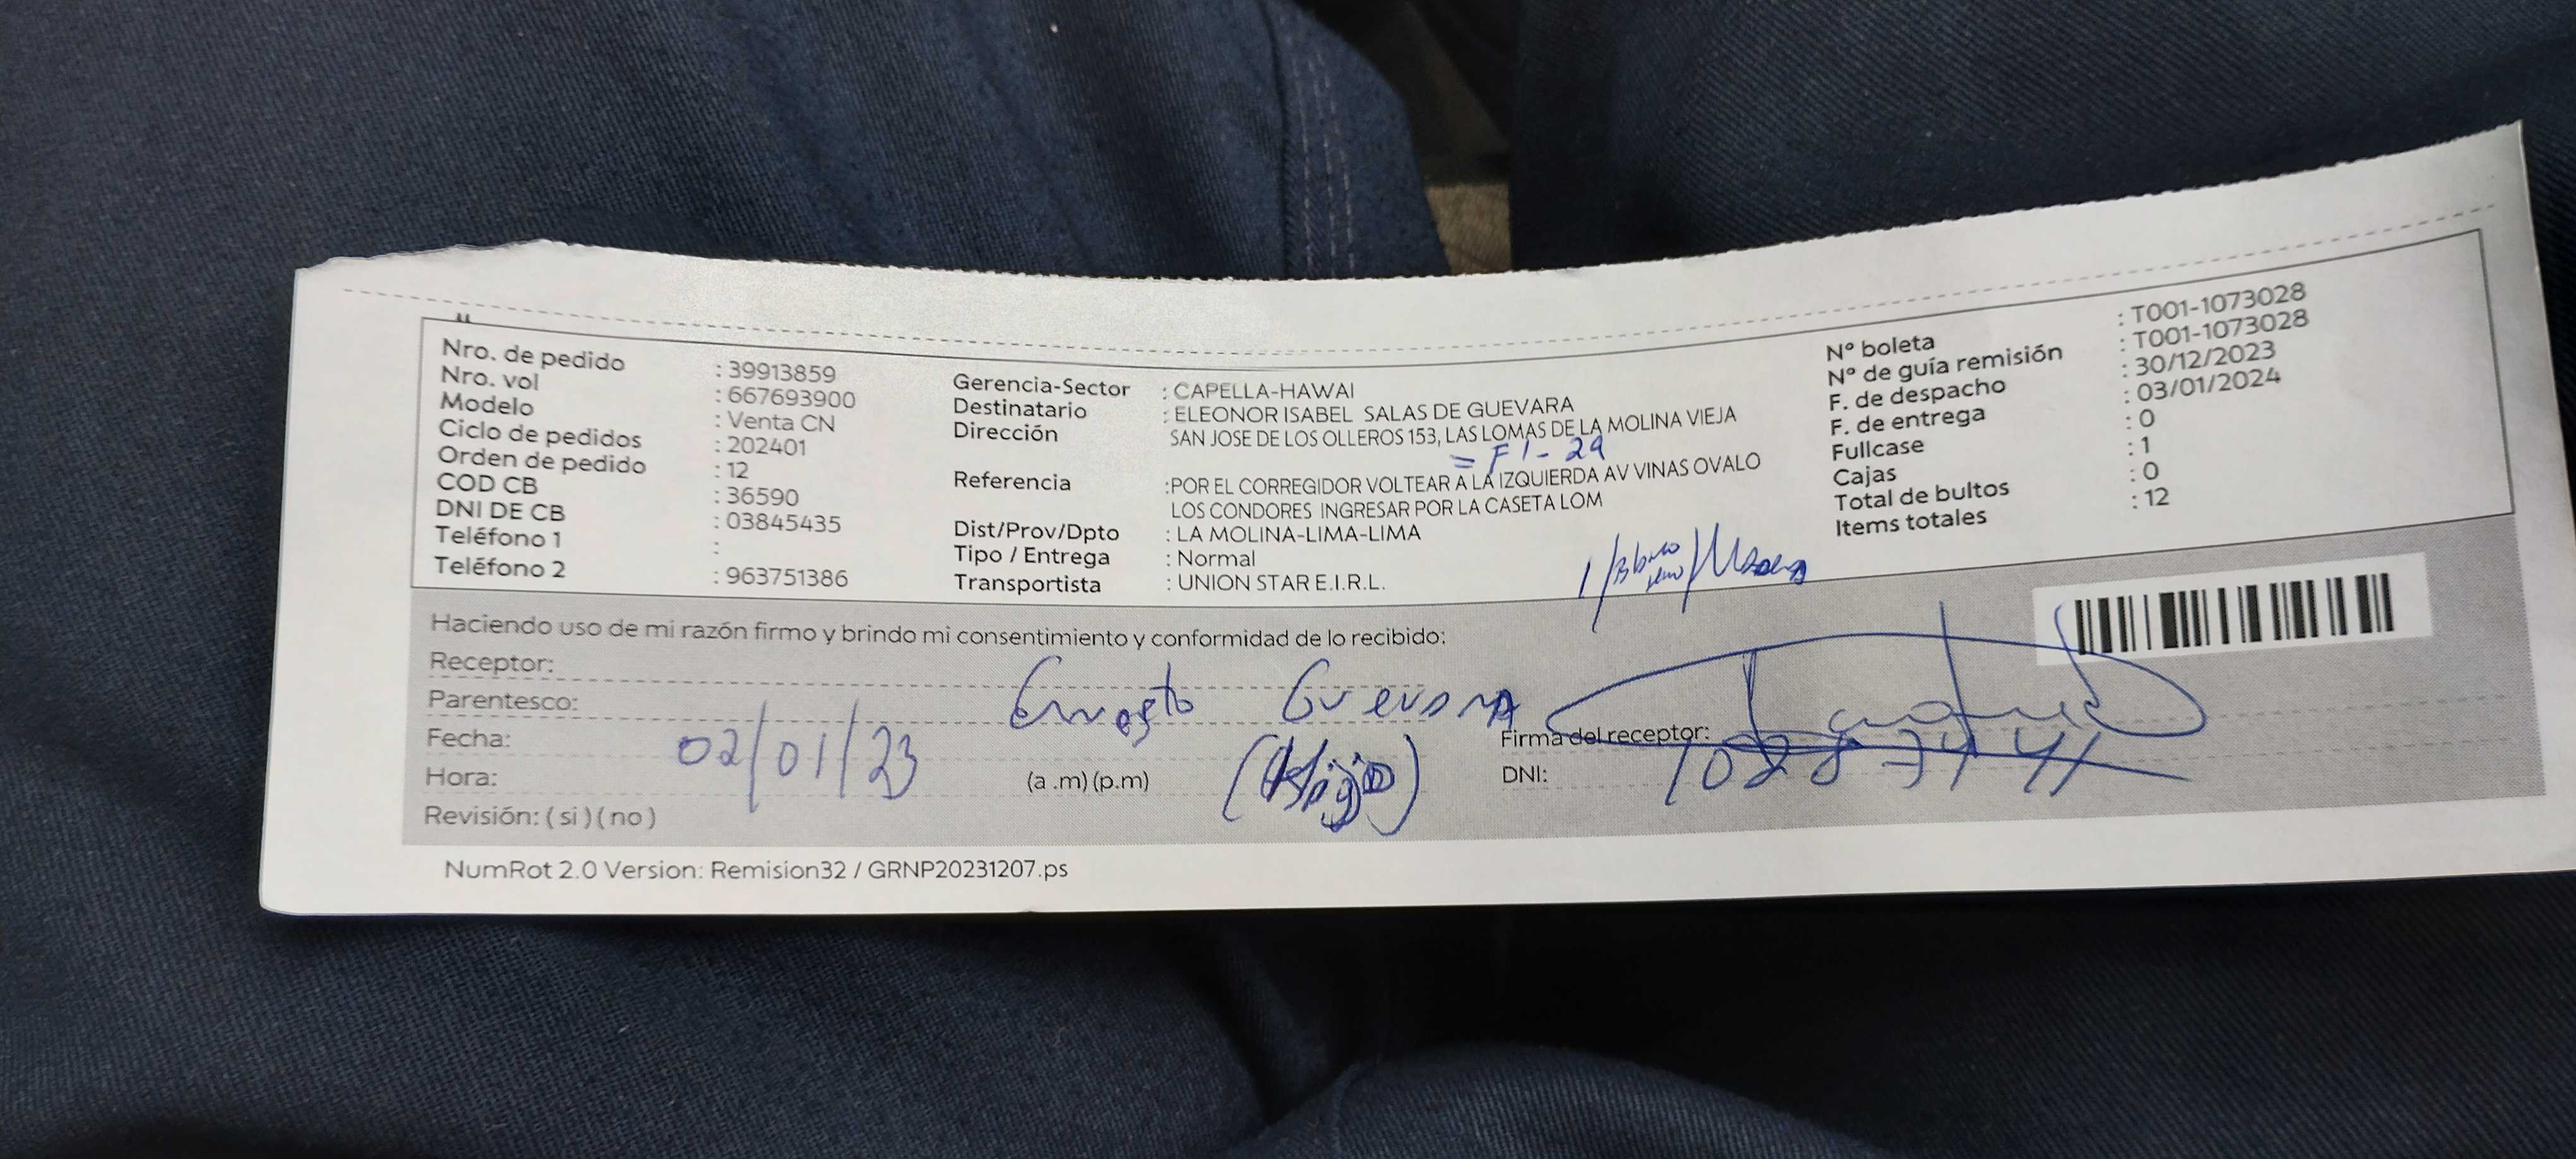 Nro. de pedido : 39913859
Nro. vol : 667693900
Modelo : Venta CN
Ciclo de pedidos : 202401
Orden de pedido : 12
COD CB : 36590
DNI DE CB : 03845435
Teléfono 1 :
Teléfono 2 : 963751386
Gerencia-Sector : CAPELLA-HAWAI
Destinatario : ELEONOR ISABEL SALAS DE GUEVARA
Dirección SAN JOSE DE LOS OLLEROS 153, LAS LOMAS DE LA MOLINA VIEJA
= F1 - 29
Referencia :POR EL CORREGIDOR VOLTEAR A LA IZQUIERDA AV VINAS OVALO
LOS CONDORES INGRESAR POR LA CASETA LOM
Dist/Prov/Dpto : LA MOLINA-LIMA-LIMA
Tipo / Entrega : Normal
Transportista : UNION STAR E.I.R.L.
Nº boleta : T001-1073028
Nº de guía remisión : T001-1073028
F. de despacho : 30/12/2023
F. de entrega : 03/01/2024
Fullcase : 0
Cajas : 1
Total de bultos : 0
Items totales : 12
Haciendo uso de mi razón firmo y brindo mi consentimiento y conformidad de lo recibido:
Receptor:
Parentesco: Ernesto Guevara
Fecha: 02/01/23
Firma del receptor:
Hora: (a .m) (p.m) (Hijo)
DNI: 10287141
Revisión: ( si ) ( no )
NumRot 2.0 Version: Remision32 / GRNP20231207.ps